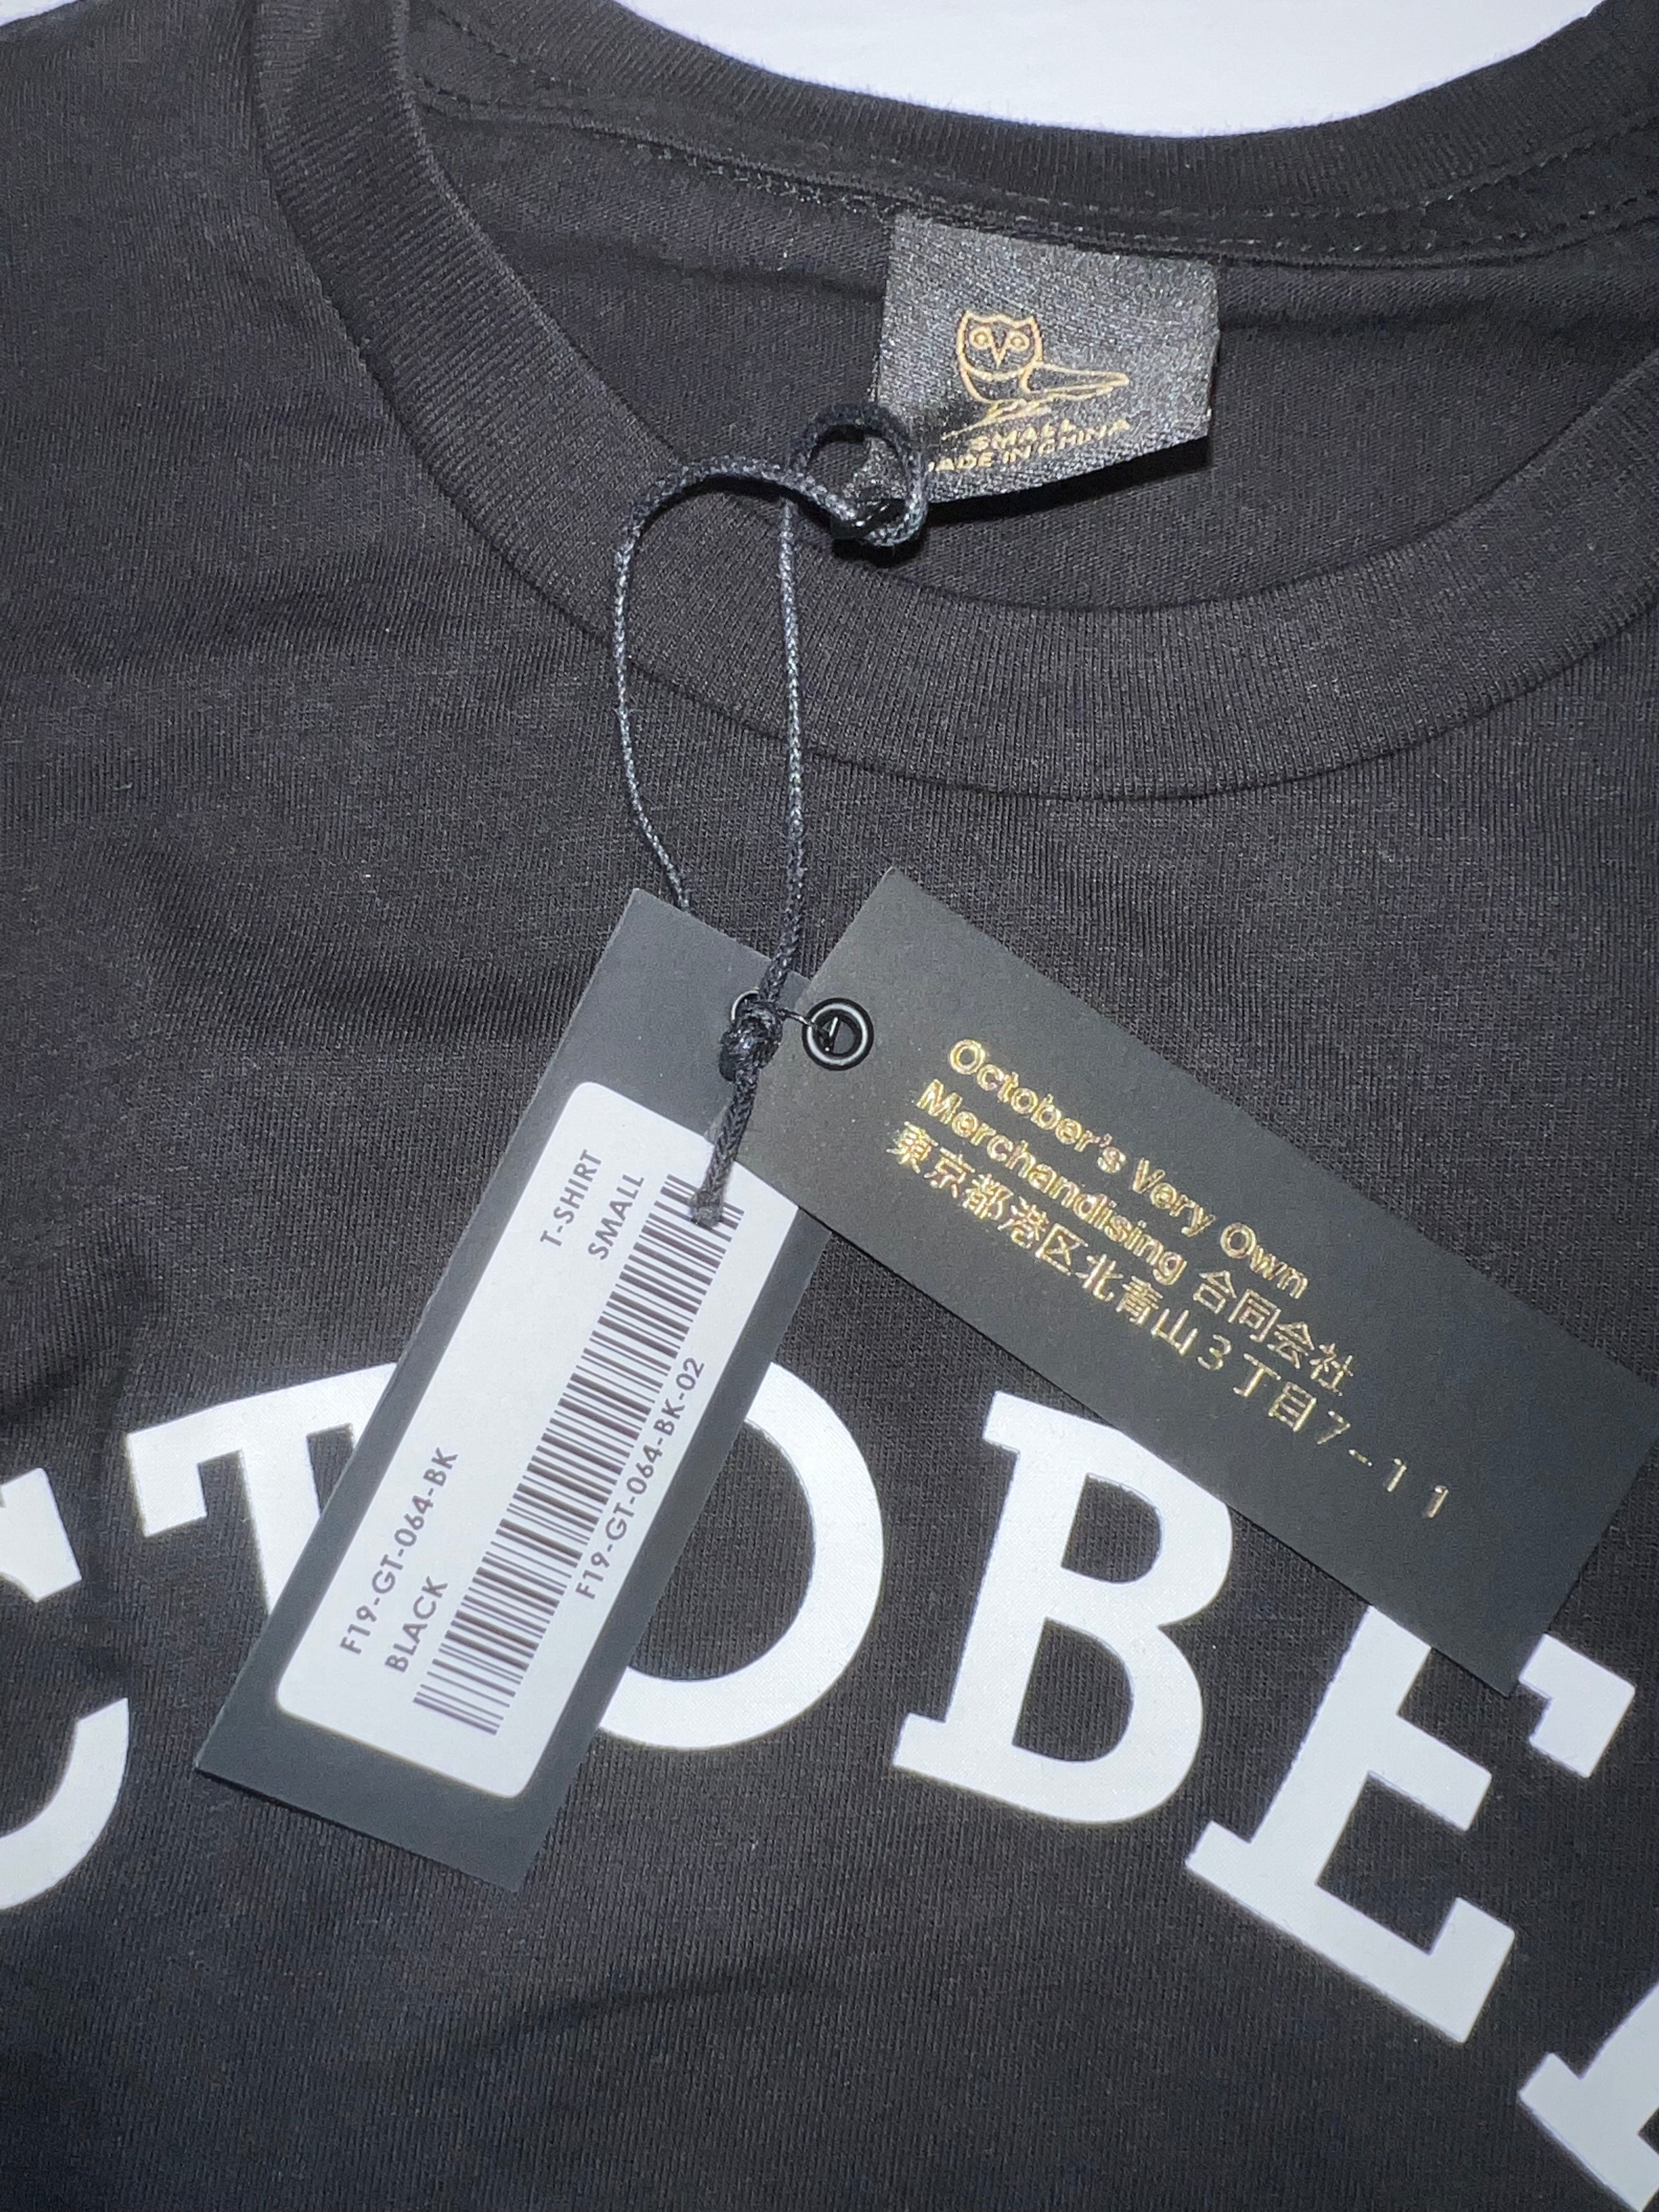 SMALL
MADE IN CHINA
October's Very Own
Merchandising 合同会社
東京都港区北青山3丁目7-11
T-SHIRT
SMALL
F19-GT-064-BK
BLACK
F19-GT-064-BK-02
CTOBE